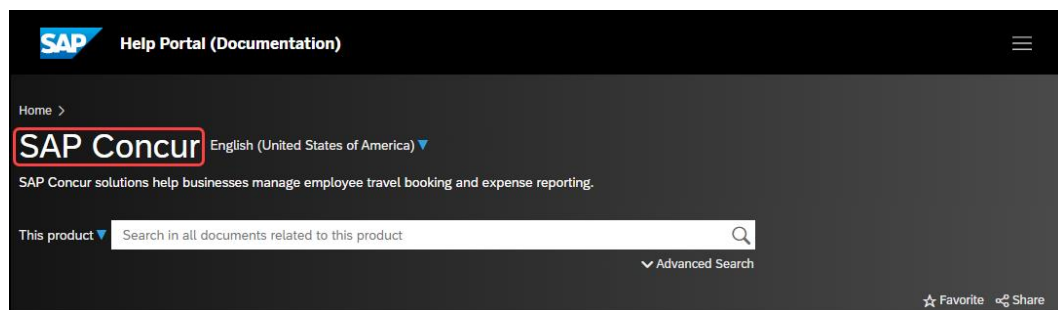 SAP Help Portal (Documentation)
Home >
SAP Concur English (United States of America)
SAP Concur solutions help businesses manage employee travel booking and expense reporting.
This product Search in all documents related to this product
Advanced Search
Favorite Share